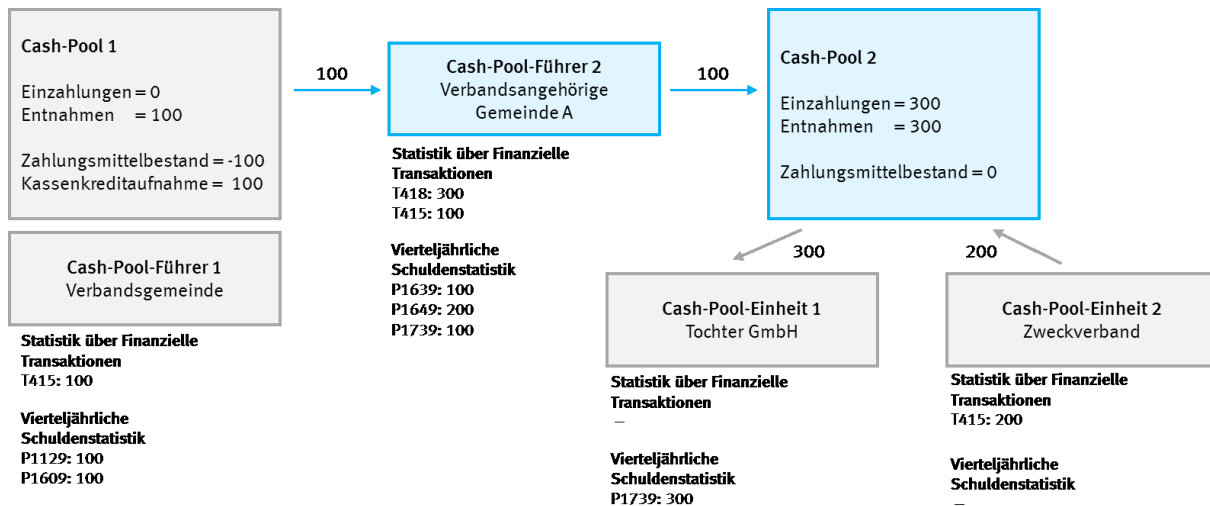 Cash-Pool 1
Einzahlungen = 0
Entnahmen = 100
Zahlungsmittelbestand = -100
Kassenkreditaufnahme = 100
100
Cash-Pool-Führer 2
Verbandsangehörige
Gemeinde A
100
Cash-Pool 2
Einzahlungen = 300
Entnahmen = 300
Zahlungsmittelbestand = 0
Statistik über Finanzielle
Transaktionen
T418: 300
T415: 100
Vierteljährliche
Schuldenstatistik
P1639: 100
P1649: 200
P1739: 100
Cash-Pool-Führer 1
Verbandsgemeinde
Statistik über Finanzielle
Transaktionen
T415: 100
Vierteljährliche
Schuldenstatistik
P1129: 100
P1609: 100
300
200
Cash-Pool-Einheit 1
Tochter GmbH
Statistik über Finanzielle
Transaktionen
–
Vierteljährliche
Schuldenstatistik
P1739: 300
Cash-Pool-Einheit 2
Zweckverband
Statistik über Finanzielle
Transaktionen
T415: 200
Vierteljährliche
Schuldenstatistik
–